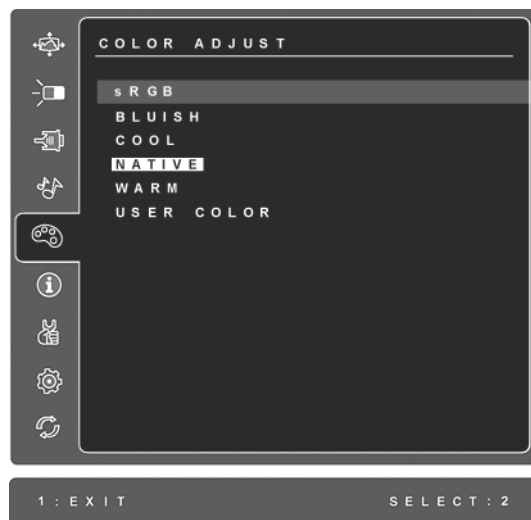 COLOR ADJUST
sRGB
BLUISH
COOL
NATIVE
WARM
USER COLOR
1:EXIT SELECT:2